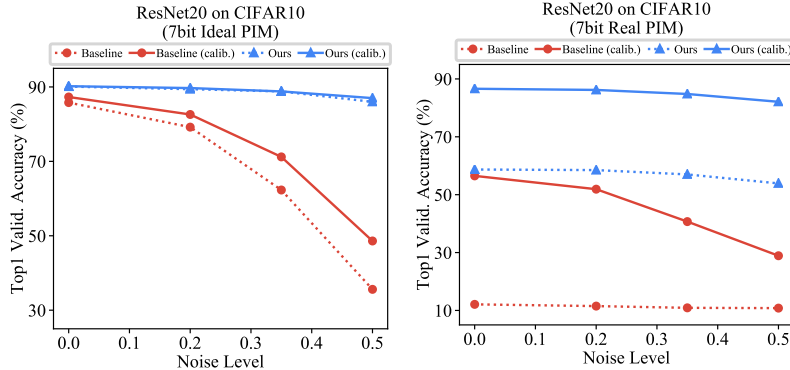 ResNet20 on CIFAR10
(7bit Ideal PIM)
Baseline
Baseline (calib.)
Ours
Ours (calib.)
Top1 Valid. Accuracy (%)
90
70
50
30
0.0 0.1 0.2 0.3 0.4 0.5
Noise Level
ResNet20 on CIFAR10
(7bit Real PIM)
Baseline
Baseline (calib.)
Ours
Ours (calib.)
Top1 Valid. Accuracy (%)
90
70
50
30
10
0.0 0.1 0.2 0.3 0.4 0.5
Noise Level